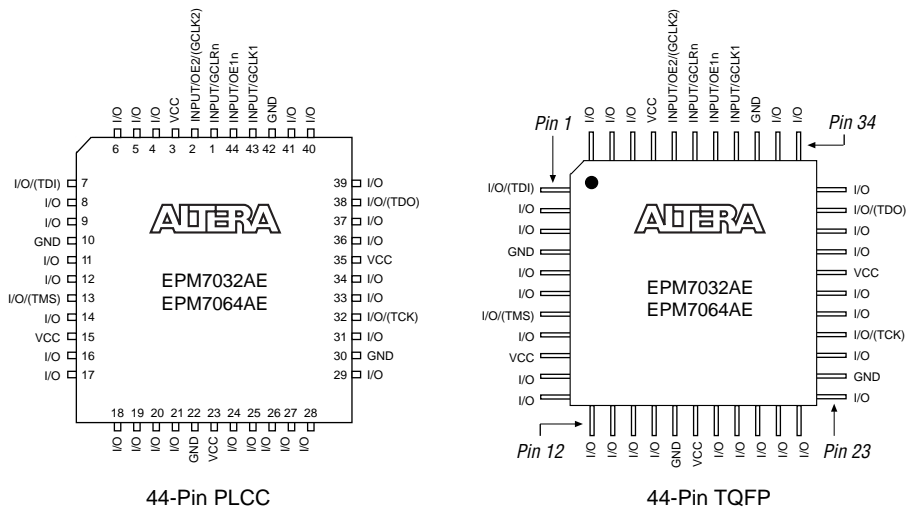 I/O I/O I/O VCC INPUT/OE2/(GCLK2) INPUT/GCLRn INPUT/OE1n INPUT/GCLK1 GND I/O I/O
6 5 4 3 2 1 44 43 42 41 40
I/O/(TDI) 7
I/O 8
I/O 9
GND 10
I/O 11
I/O 12
I/O/(TMS) 13
I/O 14
VCC 15
I/O 16
I/O 17
ALTERA
EPM7032AE
EPM7064AE
39 I/O
38 I/O/(TDO)
37 I/O
36 I/O
35 VCC
34 I/O
33 I/O
32 I/O/(TCK)
31 I/O
30 GND
29 I/O
18 19 20 21 22 23 24 25 26 27 28
I/O I/O I/O I/O GND VCC I/O I/O I/O I/O I/O
44-Pin PLCC
I/O I/O I/O VCC INPUT/OE2/(GCLK2) INPUT/GCLRn INPUT/OE1n INPUT/GCLK1 GND I/O I/O
Pin 1
Pin 34
I/O/(TDI)
I/O
I/O
GND
I/O
I/O
I/O/(TMS)
I/O
VCC
I/O
I/O
ALTERA
EPM7032AE
EPM7064AE
I/O
I/O/(TDO)
I/O
I/O
VCC
I/O
I/O
I/O/(TCK)
I/O
GND
I/O
Pin 12
Pin 23
I/O I/O I/O I/O GND VCC I/O I/O I/O I/O I/O
44-Pin TQFP